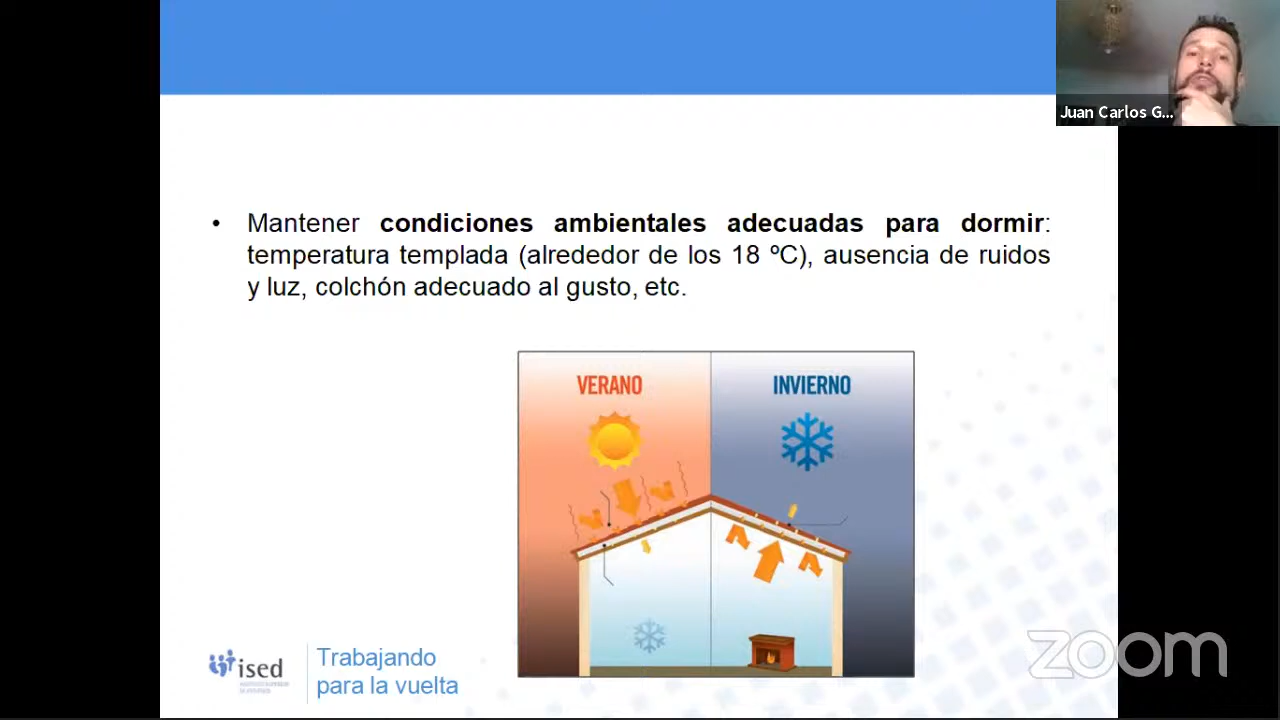 Juan Carlos G...
• Mantener condiciones ambientales adecuadas para dormir:
temperatura templada (alrededor de los 18 ºC), ausencia de ruidos
y luz, colchón adecuado al gusto, etc.
VERANO
INVIERNO
ised
Trabajando
para la vuelta
zoom